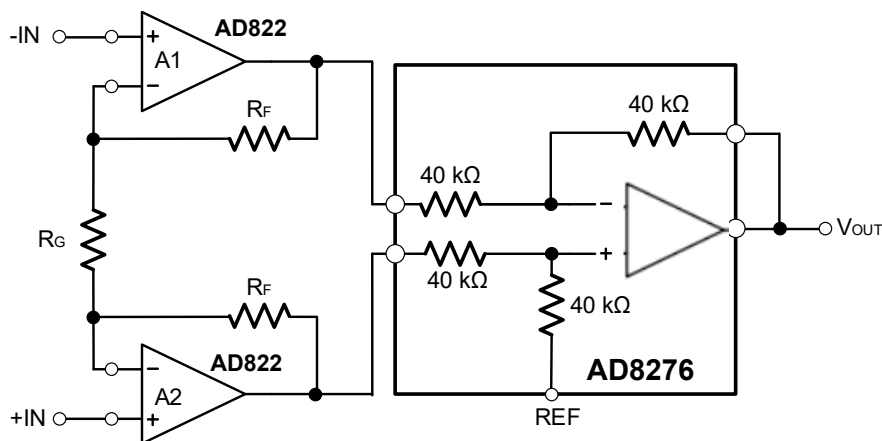 -IN
AD822
+
A1
−
RF
RG
RF
−
AD822
A2
+
+IN
40 kΩ
40 kΩ
−
+
40 kΩ
40 kΩ
VOUT
AD8276
REF